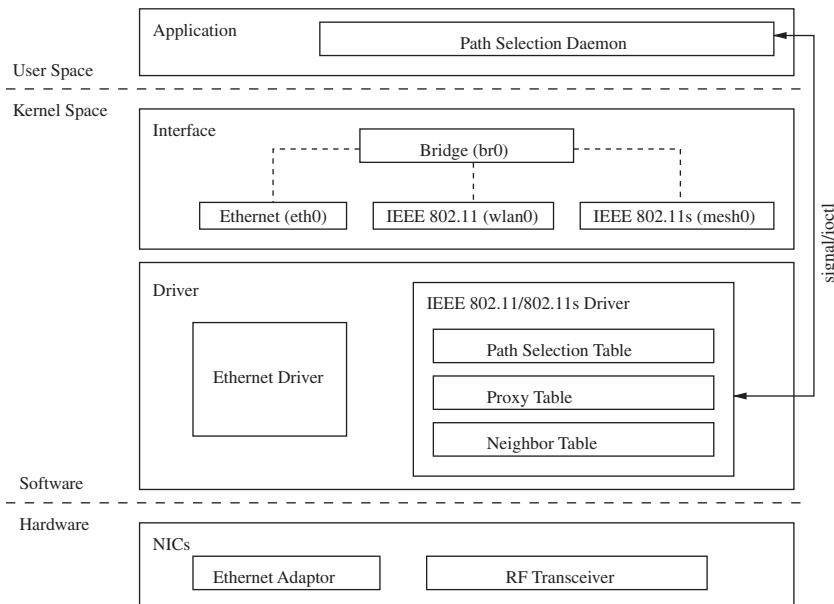 Application
Path Selection Daemon
User Space
Kernel Space
Interface
Bridge (br0)
Ethernet (eth0)
IEEE 802.11 (wlan0)
IEEE 802.11s (mesh0)
signal/ioctl
Driver
IEEE 802.11/802.11s Driver
Path Selection Table
Ethernet Driver
Proxy Table
Neighbor Table
Software
Hardware
NICs
Ethernet Adaptor
RF Transceiver